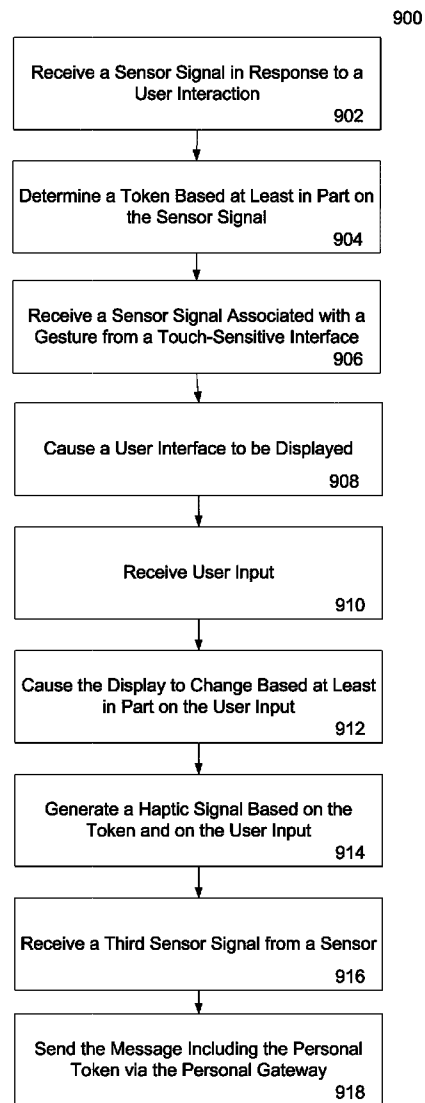 900
Receive a Sensor Signal in Response to a
User Interaction
902
Determine a Token Based at Least in Part on
the Sensor Signal
904
Receive a Sensor Signal Associated with a
Gesture from a Touch-Sensitive Interface
906
Cause a User Interface to be Displayed
908
Receive User Input
910
Cause the Display to Change Based at Least
in Part on the User Input
912
Generate a Haptic Signal Based on the
Token and on the User Input
914
Receive a Third Sensor Signal from a Sensor
916
Send the Message Including the Personal
Token via the Personal Gateway
918